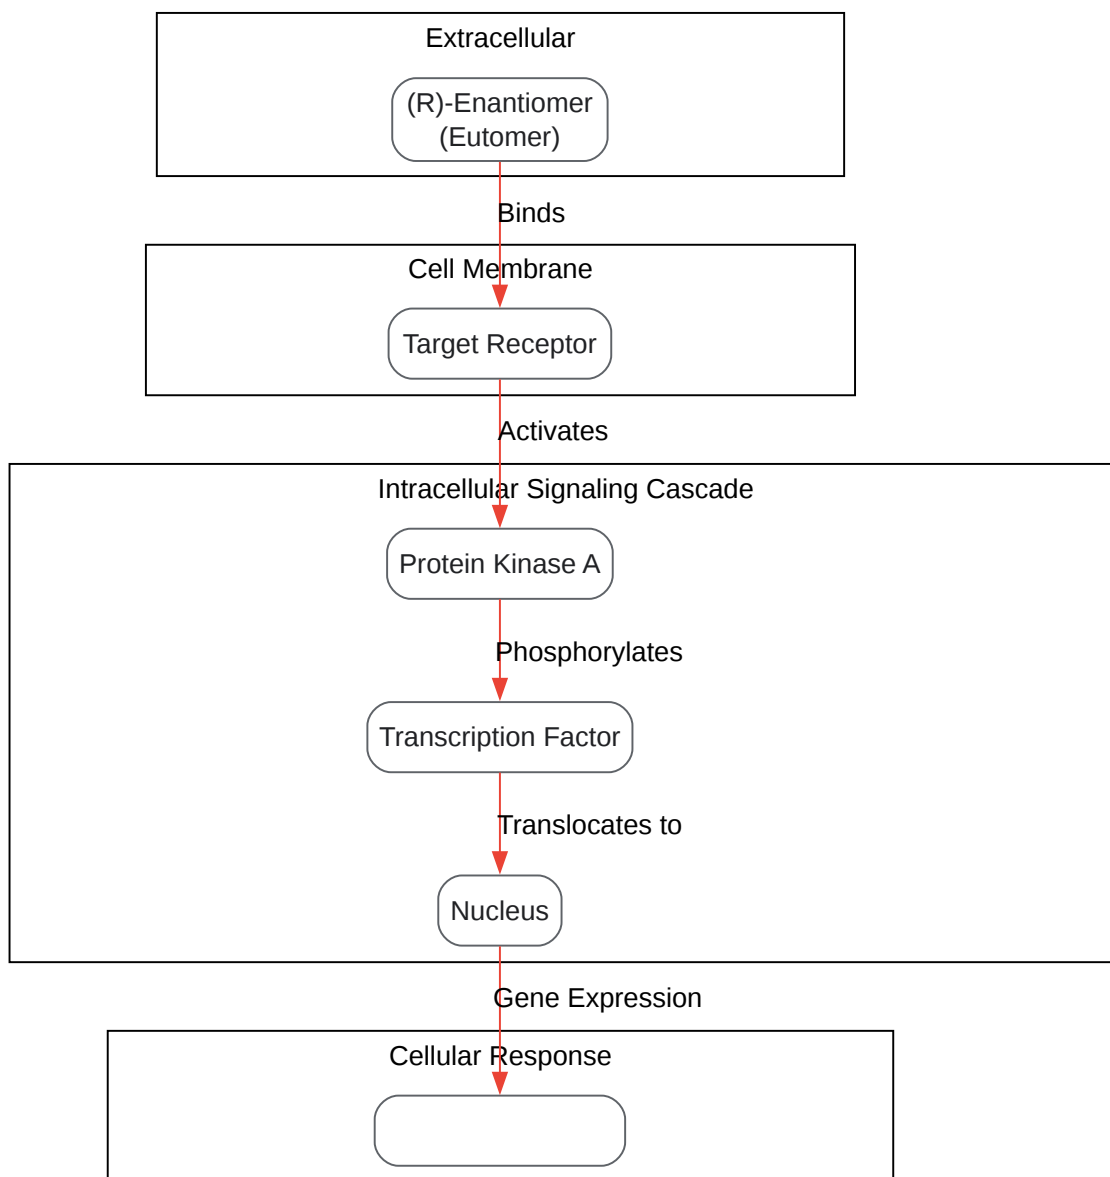 Extracellular
(R)-Enantiomer
(Eutomer)
Binds
Cell Membrane
Target Receptor
Activates
Intracellular Signaling Cascade
Protein Kinase A
Phosphorylates
Transcription Factor
Translocates to
Nucleus
Gene Expression
Cellular Response